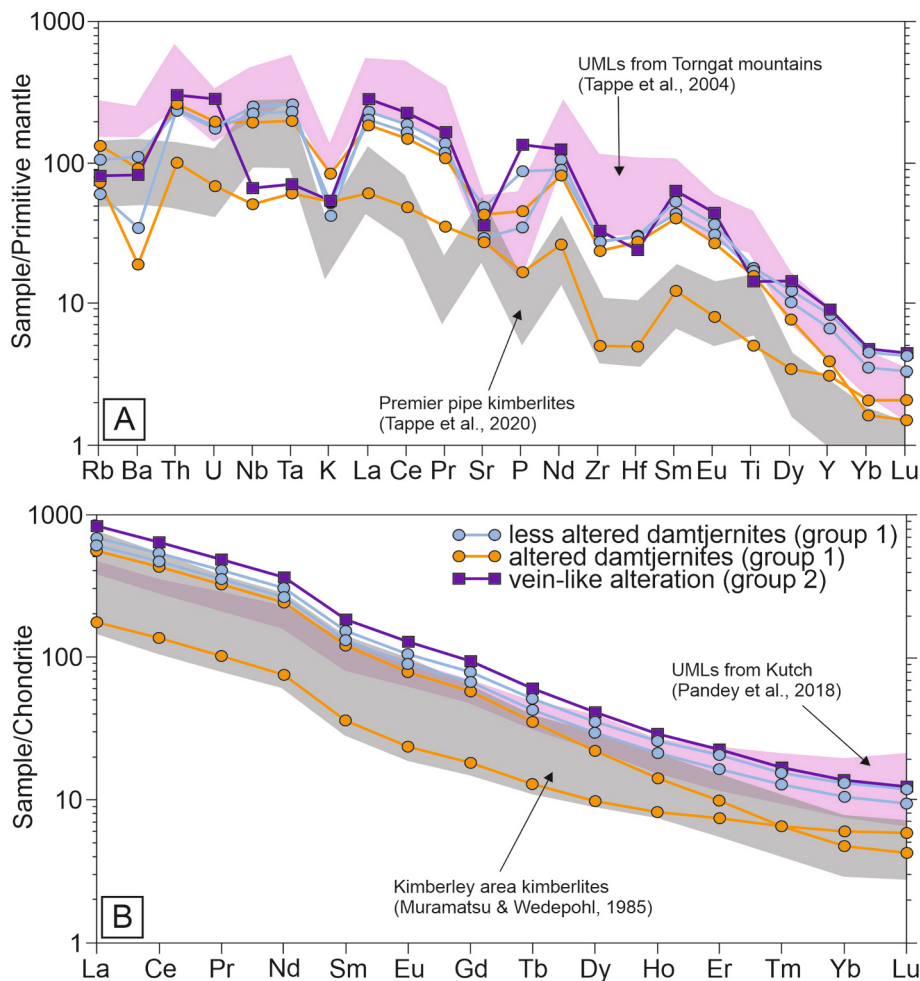 Sample/Primitive mantle
1000
100
10
1
UMLs from Torngat mountains
(Tappe et al., 2004)
Premier pipe kimberlites
(Tappe et al., 2020)
A
Rb Ba Th U Nb Ta K La Ce Pr Sr P Nd Zr Hf Sm Eu Ti Dy Y Yb Lu
Sample/Chondrite
1000
100
10
1
less altered damtjernites (group 1)
altered damtjernites (group 1)
vein-like alteration (group 2)
UMLs from Kutch
(Pandey et al., 2018)
Kimberley area kimberlites
(Muramatsu & Wedepohl, 1985)
B
La Ce Pr Nd Sm Eu Gd Tb Dy Ho Er Tm Yb Lu